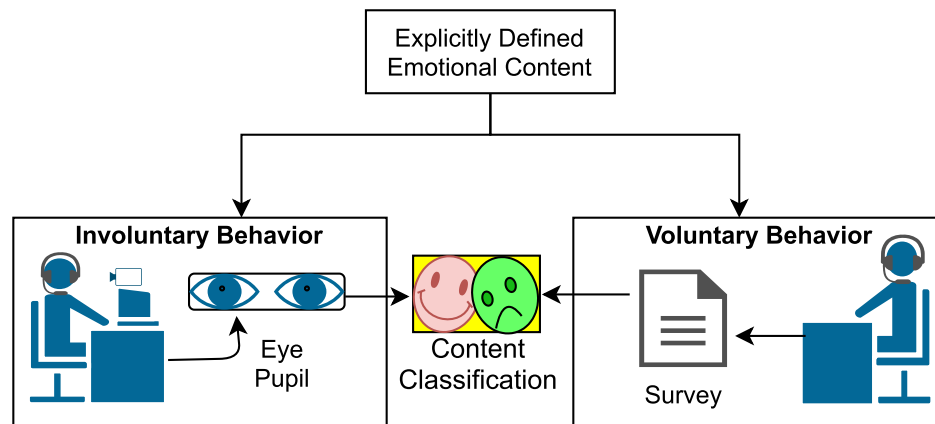 Explicitly Defined
Emotional Content
Involuntary Behavior
Eye
Pupil
Content
Classification
Voluntary Behavior
Survey